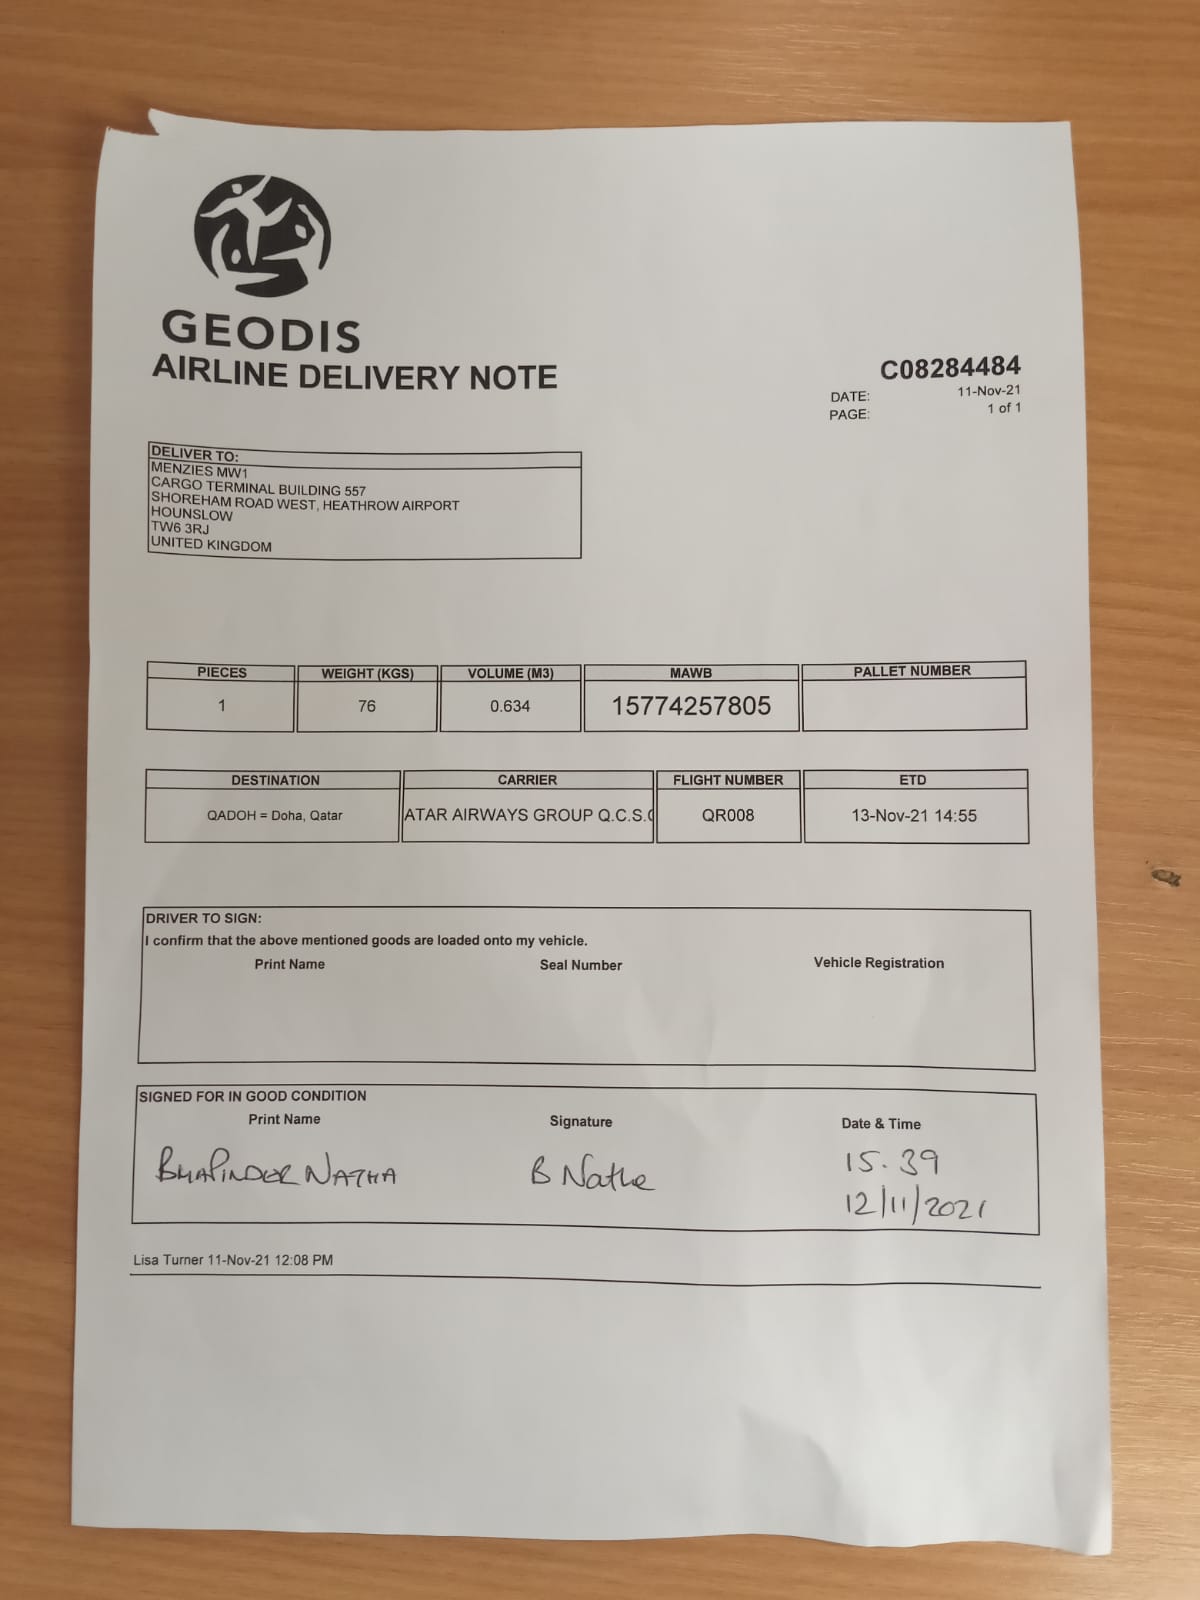 GEODIS
AIRLINE DELIVERY NOTE
C08284484
DATE: 11-Nov-21
PAGE: 1 of 1
DELIVER TO:
MENZIES MW1
CARGO TERMINAL BUILDING 557
SHOREHAM ROAD WEST, HEATHROW AIRPORT
HOUNSLOW
TW6 3RJ
UNITED KINGDOM
PIECES WEIGHT (KGS) VOLUME (M3) MAWB PALLET NUMBER
1 76 0.634 15774257805
DESTINATION CARRIER FLIGHT NUMBER ETD
QADOH = Doha, Qatar ATAR AIRWAYS GROUP Q.C.S.C QR008 13-Nov-21 14:55
DRIVER TO SIGN:
I confirm that the above mentioned goods are loaded onto my vehicle.
Print Name Seal Number Vehicle Registration
SIGNED FOR IN GOOD CONDITION
Print Name Signature Date & Time
BHAPINDER NATHA B Natha 15.39
12/11/2021
Lisa Turner 11-Nov-21 12:08 PM